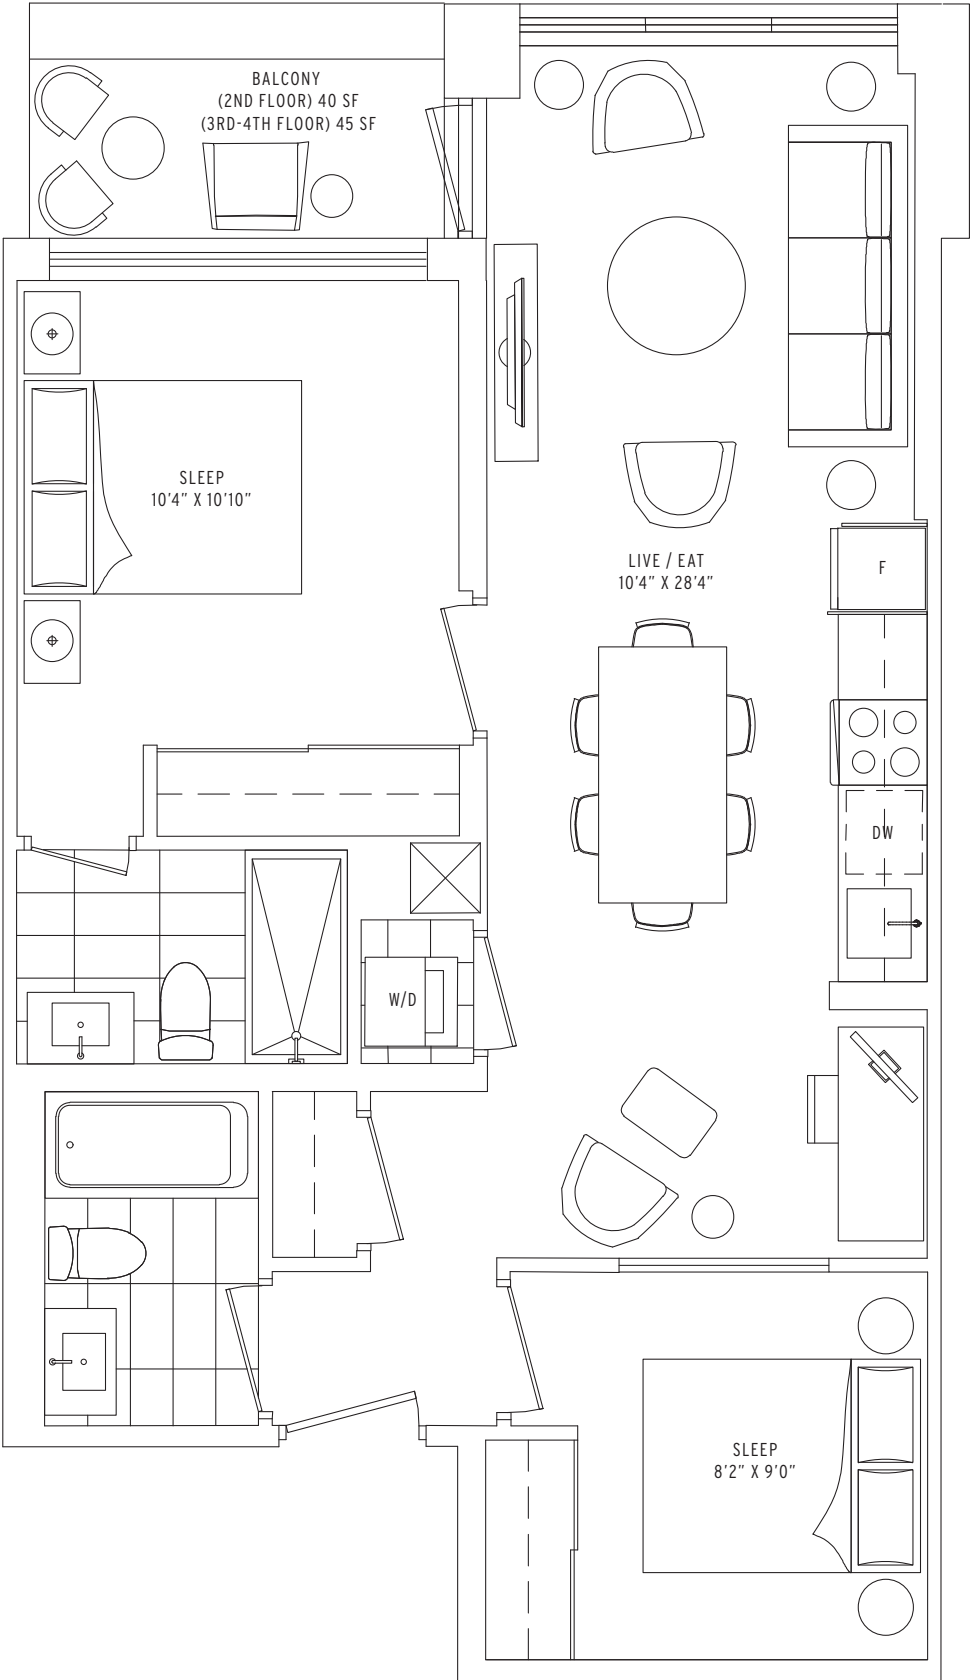 BALCONY
(2ND FLOOR) 40 SF
(3RD-4TH FLOOR) 45 SF
SLEEP
10'4" X 10'10"
LIVE / EAT
10'4" X 28'4"
F
DW
W/D
SLEEP
8'2" X 9'0"